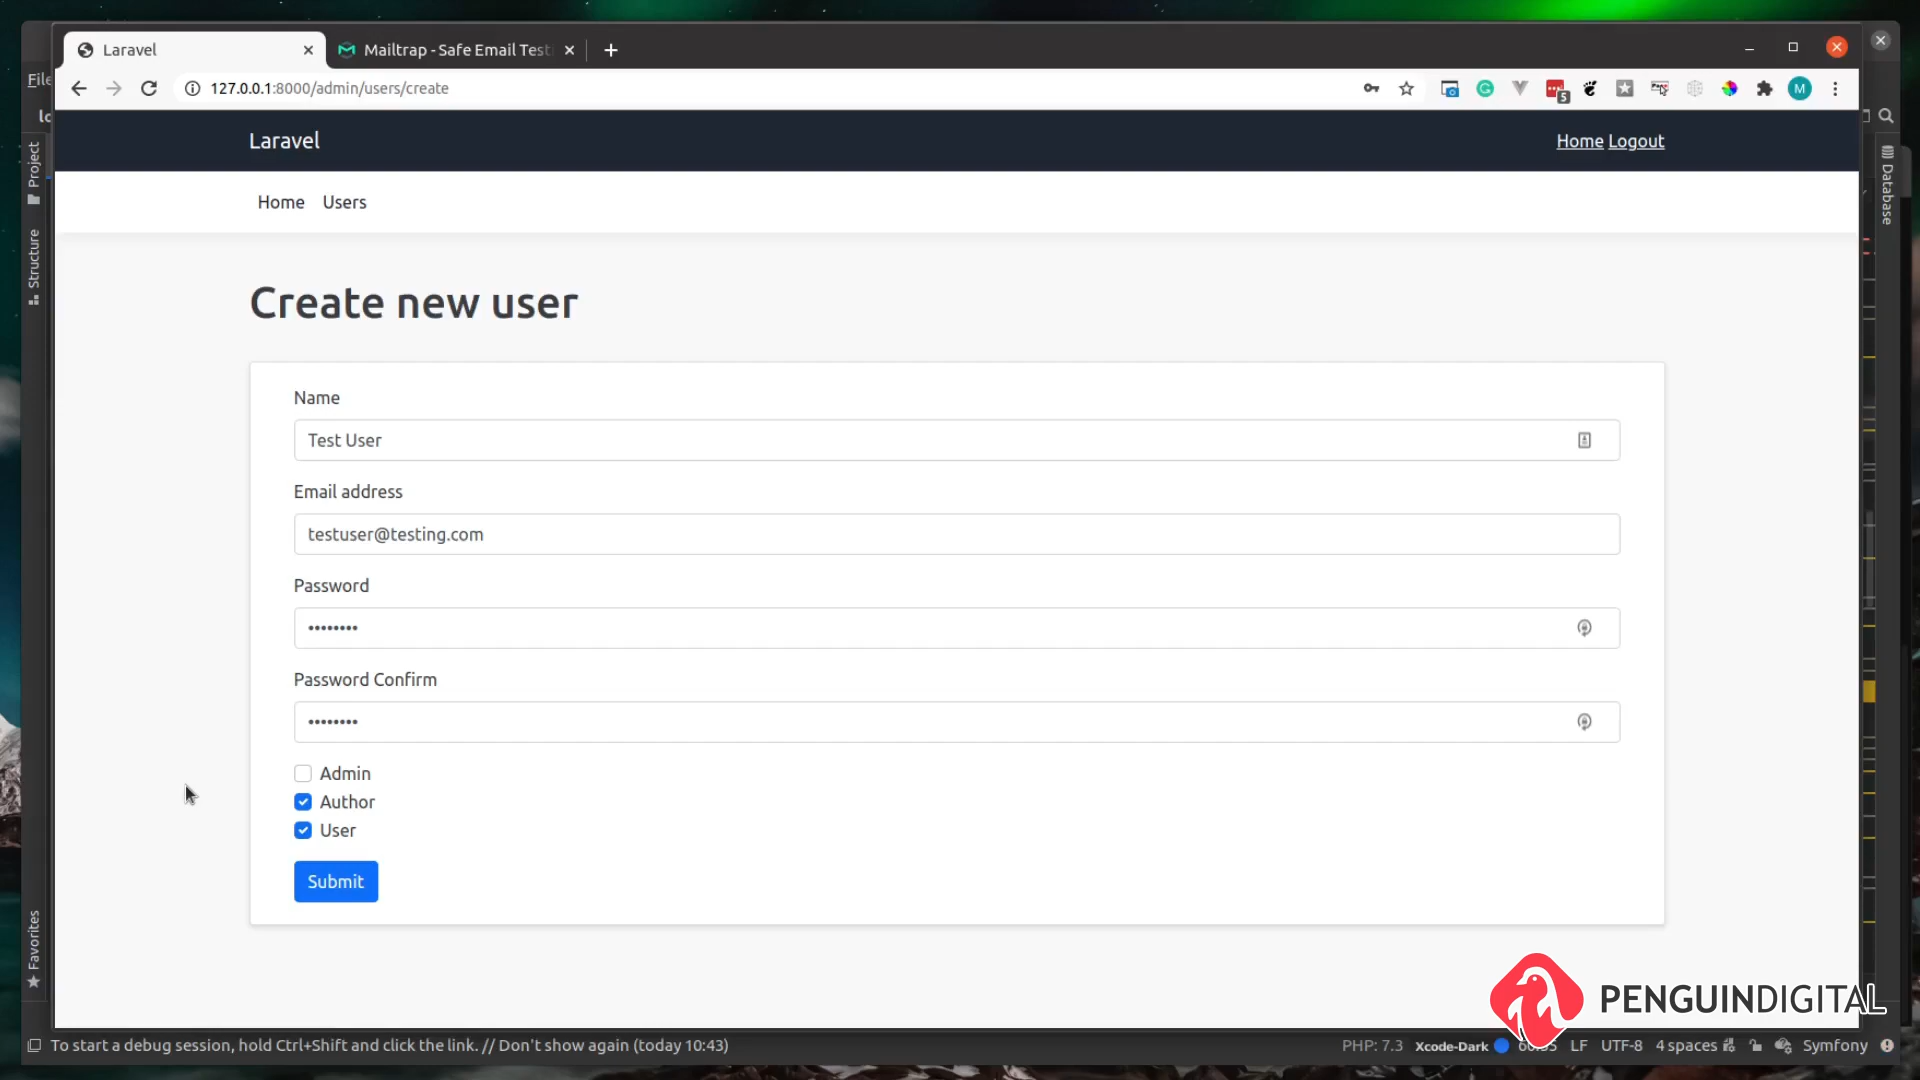 Laravel
Mailtrap - Safe Email Test
File
127.0.0.1:8000/admin/users/create
5
M
lo
Laravel
Home Logout
Project
Structure
Favorites
Database
Home Users
Create new user
Name
Test User
Email address
testuser@testing.com
Password
••••••••
Password Confirm
••••••••
Admin
Author
User
Submit
PENGUINDIGITAL
To start a debug session, hold Ctrl+Shift and click the link. // Don't show again (today 10:43)
PHP: 7.3 Xcode-Dark LF UTF-8 4 spaces Symfony